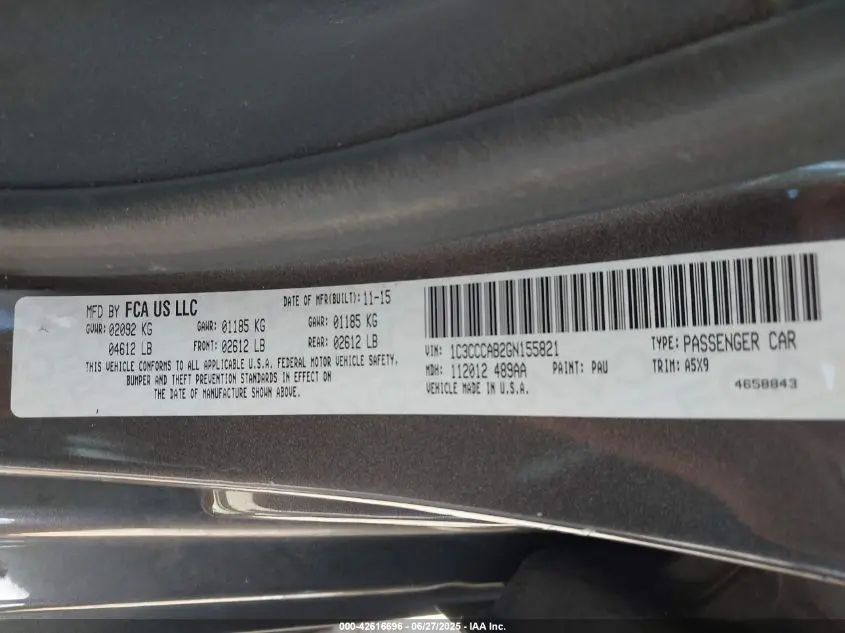 MFD BY FCA US LLC
DATE OF MFR(BUILT): 11-15
GVWR: 02092 KG
GAWR: 01185 KG
GAWR: 01185 KG
04612 LB
FRONT: 02612 LB
REAR: 02612 LB
THIS VEHICLE CONFORMS TO ALL APPLICABLE U.S.A. FEDERAL MOTOR VEHICLE SAFETY,
BUMPER AND THEFT PREVENTION STANDARDS IN EFFECT ON
THE DATE OF MANUFACTURE SHOWN ABOVE.
VIN: 1C3CCCAB2GN155821
TYPE: PASSENGER CAR
MDH: 112012 489AA
PAINT: PAU
TRIM: A5X9
VEHICLE MADE IN U.S.A.
4658843
000-42616696 - 06/27/2025 - IAA Inc.